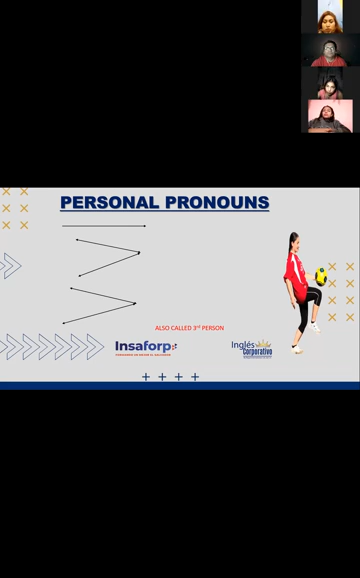 PERSONAL PRONOUNS
ALSO CALLED 3rd PERSON
Insaforp
Inglés
Corporativo